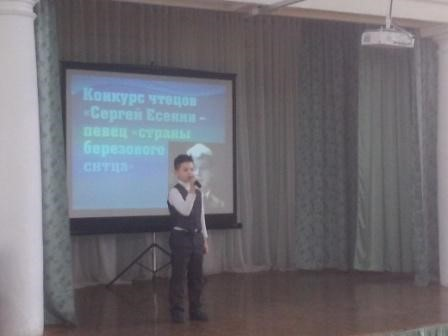 Конкурс чтецов
«Сергей Есенин –
певец «страны
березового
ситца»